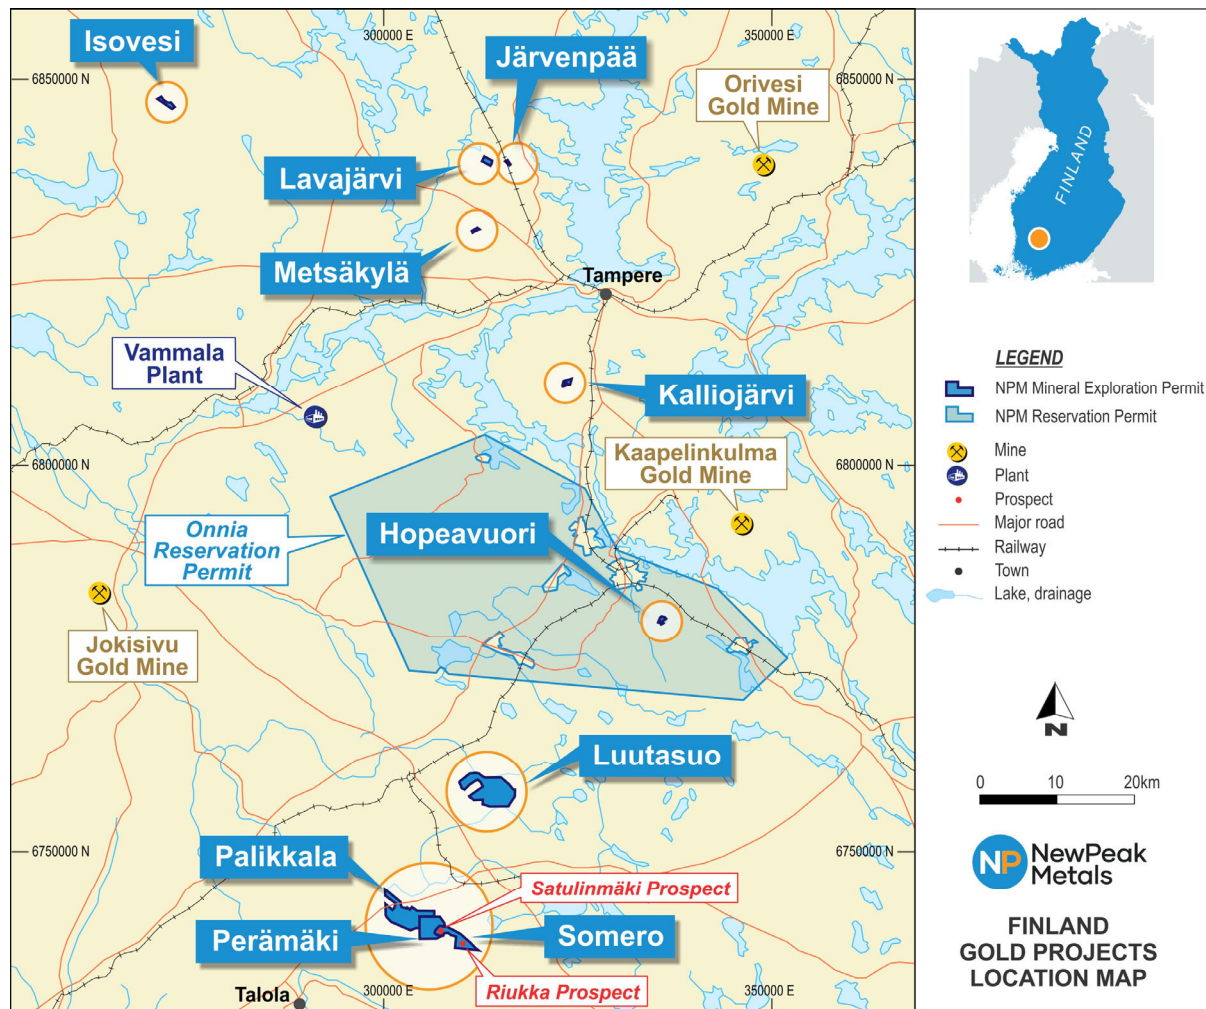 300000 E
350000 E
Isovesi
Järvenpää
6850000 N
6850000 N
Orivesi
Gold Mine
Lavajärvi
Metsäkylä
Tampere
Vammala
Plant
Kalliojärvi
6800000 N
6800000 N
Kaapelinkulma
Gold Mine
Onnia
Reservation
Permit
Hopeavuori
Jokisivu
Gold Mine
Luutasuo
6750000 N
6750000 N
Palikkala
Satulinmäki Prospect
Perämäki
Somero
Riukka Prospect
Talola
300000 E
350000 E
FINLAND
LEGEND
NPM Mineral Exploration Permit
NPM Reservation Permit
Mine
Plant
Prospect
Major road
Railway
Town
Lake, drainage
N
0 10 20km
NP NewPeak
Metals
FINLAND
GOLD PROJECTS
LOCATION MAP